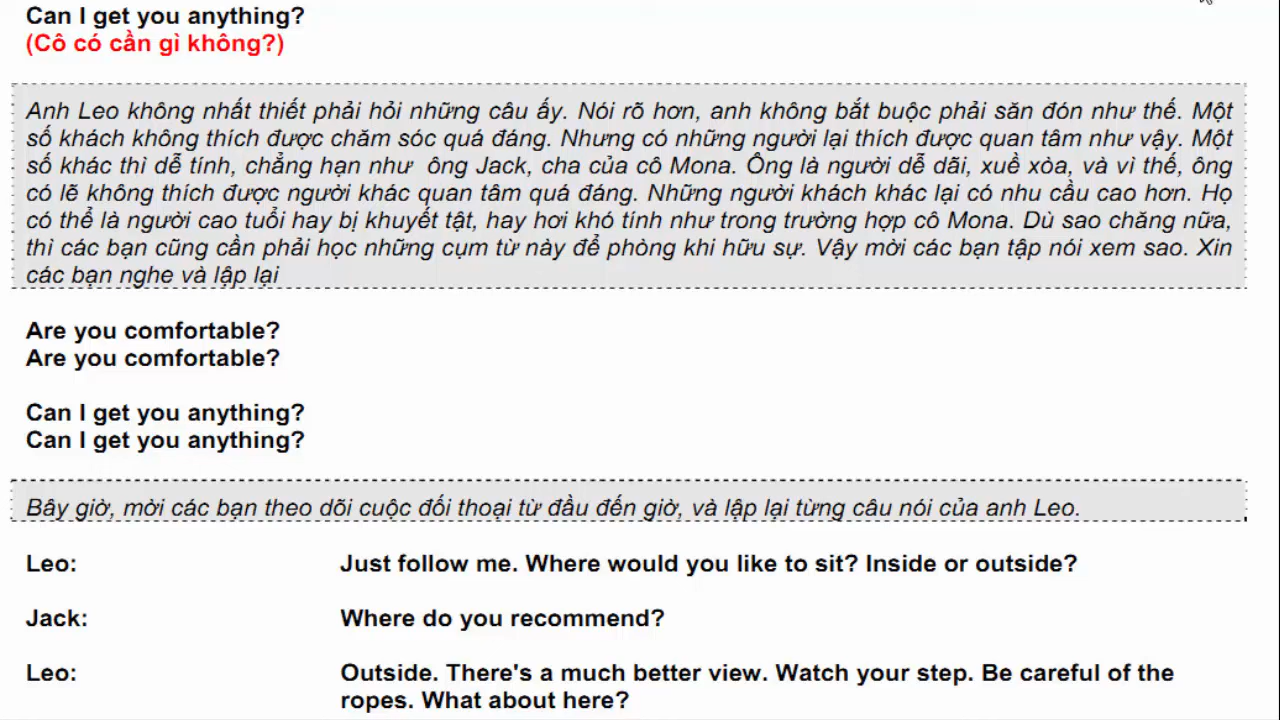 Can I get you anything?
(Cô có cần gì không?)
Anh Leo không nhất thiết phải hỏi những câu ấy. Nói rõ hơn, anh không bắt buộc phải săn đón như thế. Một
số khách không thích được chăm sóc quá đáng. Nhưng có những người lại thích được quan tâm như vậy. Một
số khác thì dễ tính, chẳng hạn như ông Jack, cha của cô Mona. Ông là người dễ dãi, xuề xòa, và vì thế, ông
có lẽ không thích được người khác quan tâm quá đáng. Những người khách khác lại có nhu cầu cao hơn. Họ
có thể là người cao tuổi hay bị khuyết tật, hay hơi khó tính như trong trường hợp cô Mona. Dù sao chăng nữa,
thì các bạn cũng cần phải học những cụm từ này để phòng khi hữu sự. Vậy mời các bạn tập nói xem sao. Xin
các bạn nghe và lập lại
Are you comfortable?
Are you comfortable?
Can I get you anything?
Can I get you anything?
Bây giờ, mời các bạn theo dõi cuộc đối thoại từ đầu đến giờ, và lập lại từng câu nói của anh Leo.
Leo: Just follow me. Where would you like to sit? Inside or outside?
Jack: Where do you recommend?
Leo: Outside. There's a much better view. Watch your step. Be careful of the
ropes. What about here?